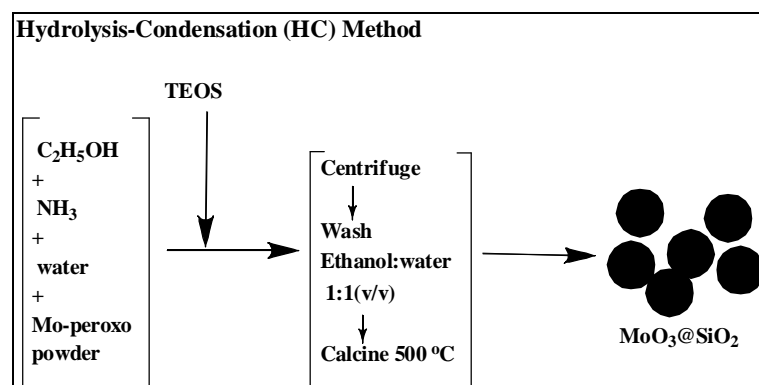 Hydrolysis-Condensation (HC) Method
TEOS
C₂H₅OH
+
NH₃
+
water
+
Mo-peroxo
powder
Centrifuge
Wash
Ethanol:water
1:1(v/v)
Calcine 500 ºC
MoO₃@SiO₂